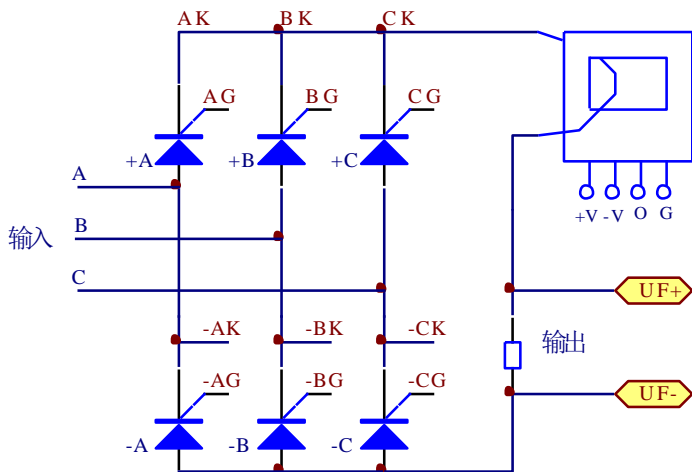 AK BK CK
AG BG CG
+A +B +C
A
+V -V O G
B
输入
C
UF+
-AK -BK -CK
输出
-AG -BG -CG
UF-
-A -B -C